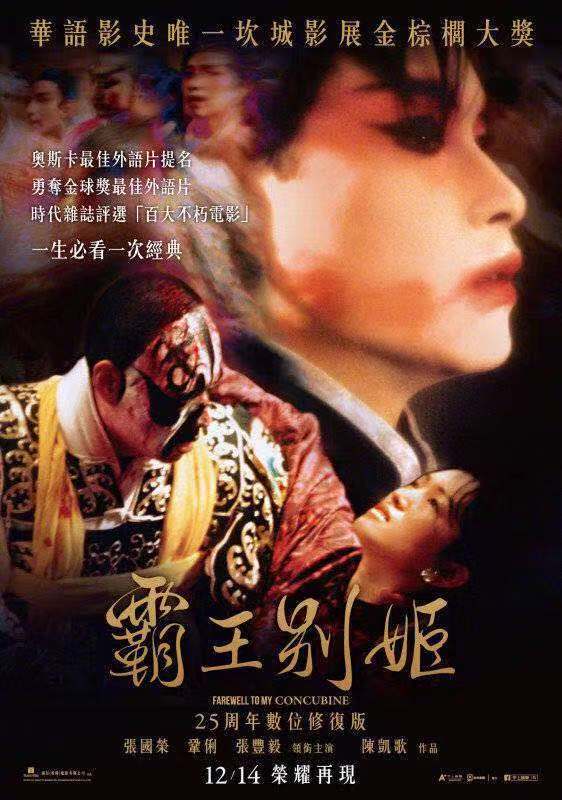 華語影史唯一坎城影展金棕櫚大獎
奧斯卡最佳外語片提名
勇奪金球獎最佳外語片
時代雜誌評選「百大不朽電影」
一生必看一次經典
霸王別姬
FAREWELL TO MY CONCUBINE
25周年數位修復版
張國榮 鞏俐 張豐毅 領銜主演 陳凱歌 作品
12/14 榮耀再現